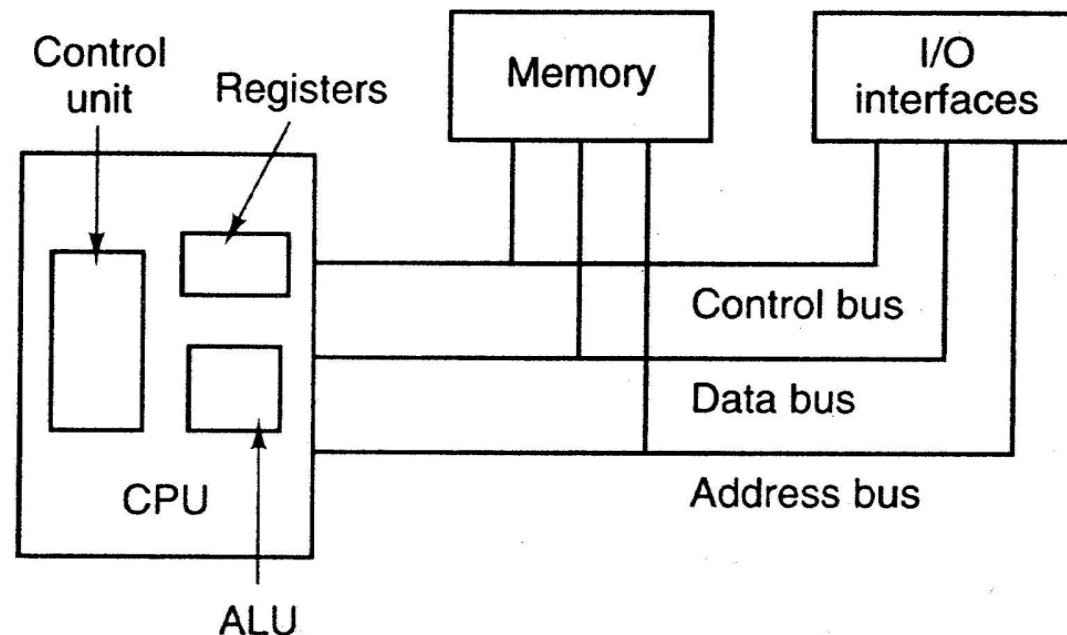 Control
unit
Registers
Memory
I/O
interfaces
Control bus
Data bus
Address bus
CPU
ALU